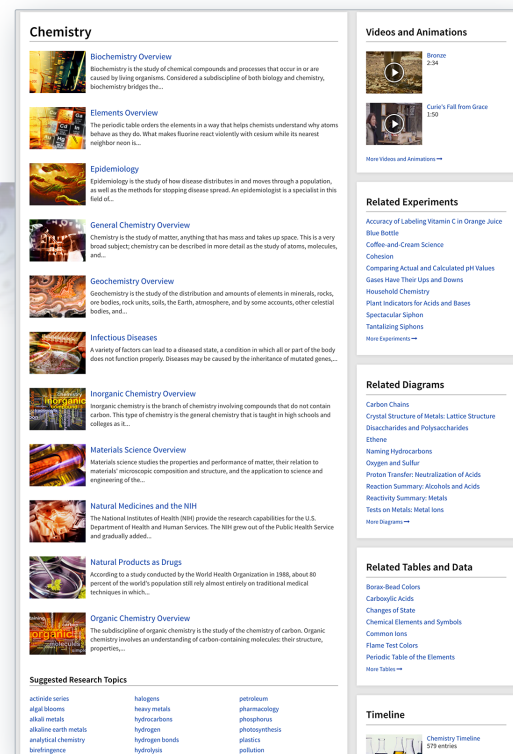 Chemistry
Biochemistry Overview
Biochemistry is the study of chemical compounds and processes that occur in or are
caused by living organisms. Considered a subdiscipline of both biology and chemistry,
biochemistry bridges the...
Elements Overview
The periodic table orders the elements in a way that helps chemists understand why atoms
behave as they do. What makes fluorine react violently with cesium while its nearest
neighbor neon is...
Epidemiology
Epidemiology is the study of how disease distributes in and moves through a population,
as well as the methods for stopping disease spread. An epidemiologist is a specialist in this
field of...
General Chemistry Overview
Chemistry is the study of matter, anything that has mass and takes up space. This is a very
broad subject; chemistry can be described in more detail as the study of atoms, molecules,
and...
Geochemistry Overview
Geochemistry is the study of the distribution and amounts of elements in minerals, rocks,
ore bodies, rock units, soils, the Earth, atmosphere, and by some accounts, other celestial
bodies, and...
Infectious Diseases
A variety of factors can lead to a diseased state, a condition in which all or part of the body
does not function properly. Diseases may be caused by the inheritance of mutated genes,...
Inorganic Chemistry Overview
Inorganic chemistry is the branch of chemistry involving compounds that do not contain
carbon. This type of chemistry is the general chemistry that is taught in high schools and
colleges as it...
Materials Science Overview
Materials science studies the properties and performance of matter, their relation to
materials' microscopic composition and structure, and the application to science and
engineering of the...
Natural Medicines and the NIH
The National Institutes of Health (NIH) provide the research capabilities for the U.S.
Department of Health and Human Services. The NIH grew out of the Public Health Service
and gradually added...
Natural Products as Drugs
According to a study conducted by the World Health Organization in 1988, about 80
percent of the world's population still rely almost entirely on traditional medical
techniques in which...
Organic Chemistry Overview
The subdiscipline of organic chemistry is the study of the chemistry of carbon. Organic
chemistry involves an understanding of carbon-containing molecules: their structure,
properties,...
Suggested Research Topics
actinide series
algal blooms
alkali metals
alkaline earth metals
analytical chemistry
birefringence
halogens
heavy metals
hydrocarbons
hydrogen
hydrogen bonds
hydrolysis
petroleum
pharmacology
phosphorus
photosynthesis
plastics
pollution
Videos and Animations
Bronze
2:34
Curie's Fall from Grace
1:50
More Videos and Animations →
Related Experiments
Accuracy of Labeling Vitamin C in Orange Juice
Blue Bottle
Coffee-and-Cream Science
Cohesion
Comparing Actual and Calculated pH Values
Gases Have Their Ups and Downs
Household Chemistry
Plant Indicators for Acids and Bases
Spectacular Siphon
Tantalizing Siphons
More Experiments →
Related Diagrams
Carbon Chains
Crystal Structure of Metals: Lattice Structure
Disaccharides and Polysaccharides
Ethene
Naming Hydrocarbons
Oxygen and Sulfur
Proton Transfer: Neutralization of Acids
Reaction Summary: Alcohols and Acids
Reactivity Summary: Metals
Tests on Metals: Metal Ions
More Diagrams →
Related Tables and Data
Borax-Bead Colors
Carboxylic Acids
Changes of State
Chemical Elements and Symbols
Common Ions
Flame Test Colors
Periodic Table of the Elements
More Tables →
Timeline
Chemistry Timeline
579 entries